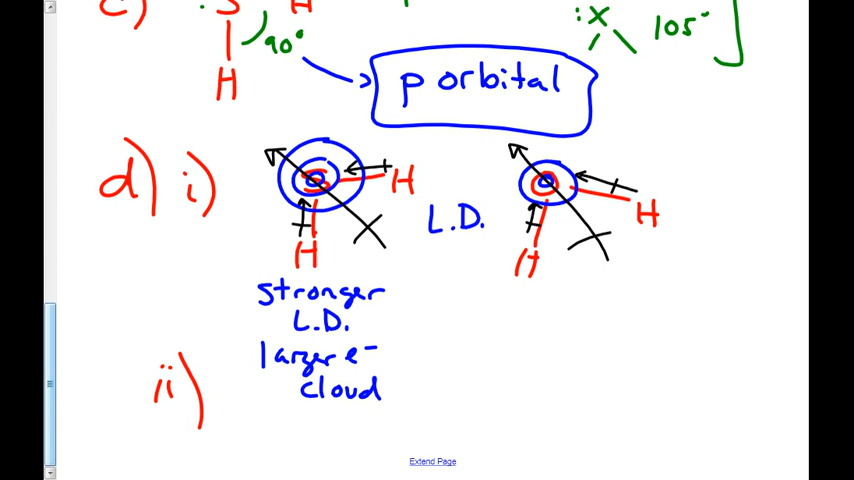 c) S H
90°
H
p orbital
:X
105°
d) i)
H
H
L.D.
H
H
stronger
L.D.
larger e-
cloud
ii)
Extend Page